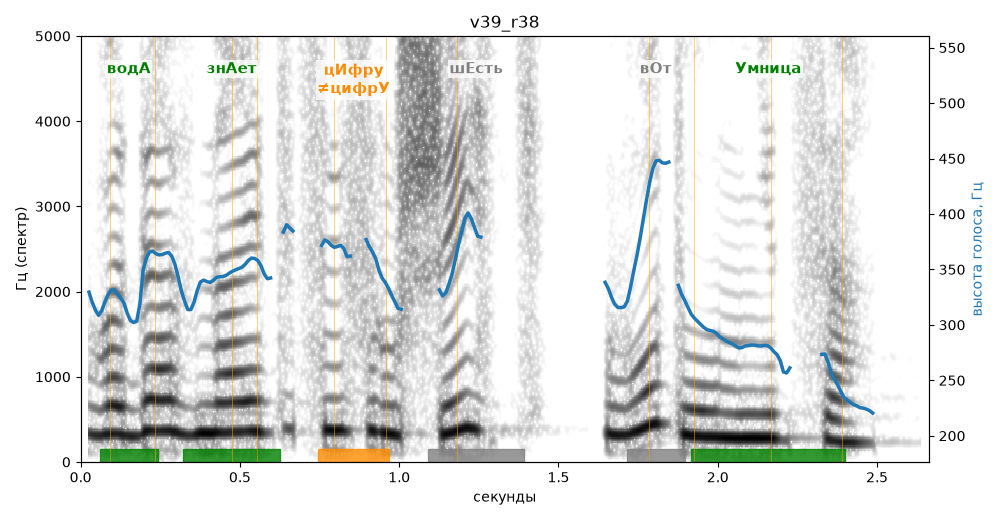 v39_r38
5000
4000
3000
2000
1000
0
Гц (спектр)
водА знАет цИфру шЕсть вОт Умница
≠цифрУ
550
500
450
400
350
300
250
200
высота голоса, Гц
0.0 0.5 1.0 1.5 2.0 2.5
секунды